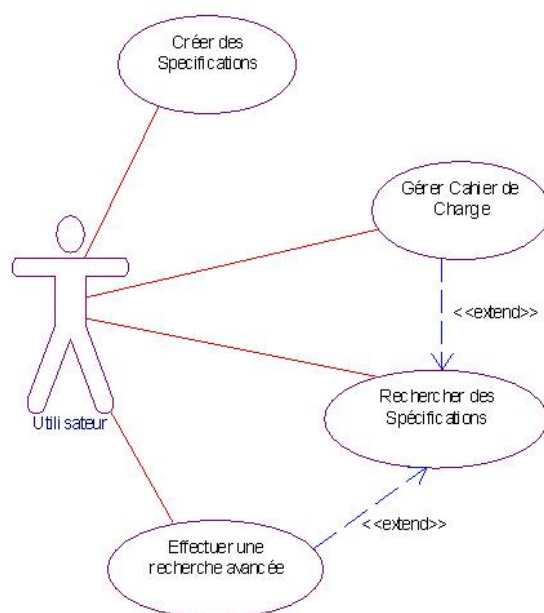 Créer des
Specifications
Gérer Cahier de
Charge
<<extend>>
Rechercher des
Spécifications
Utilisateur
<<extend>>
Effectuer une
recherche avancée